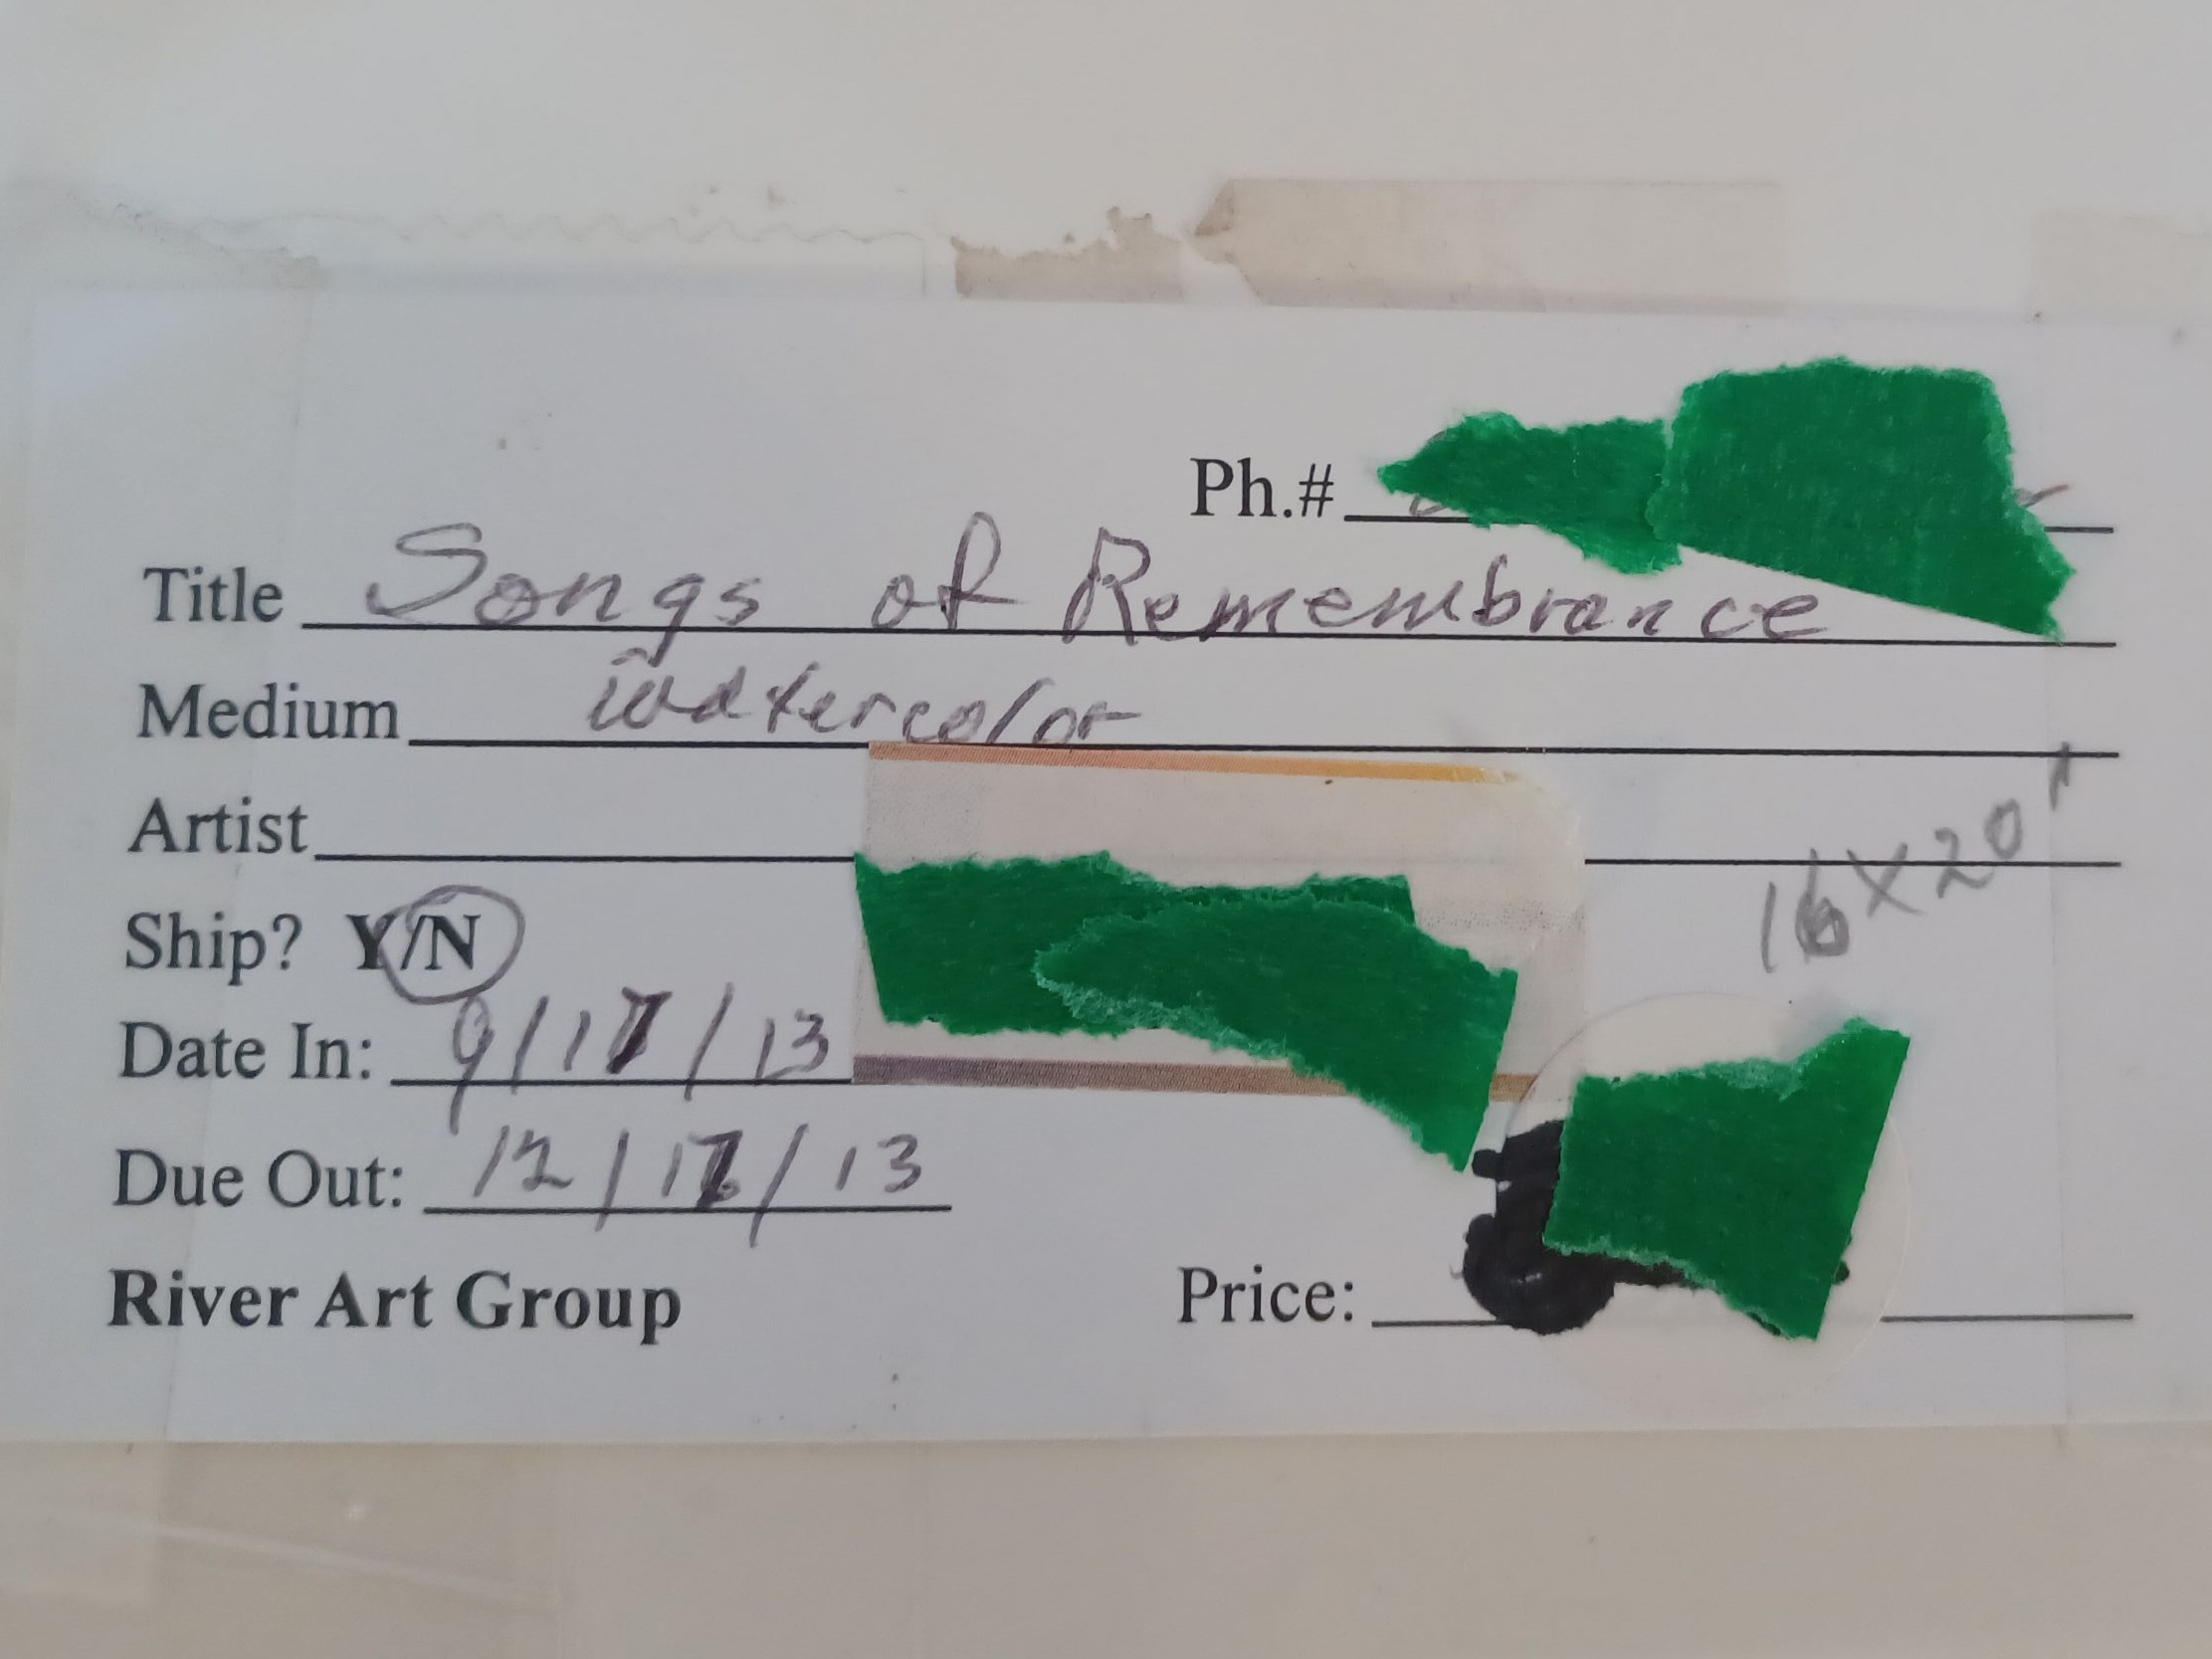 Ph.#
Title Songs of Remembrance
Medium watercolor
Artist
16x20"
Ship? Y/N
Date In: 9/17/13
Due Out: 12/17/13
River Art Group Price: